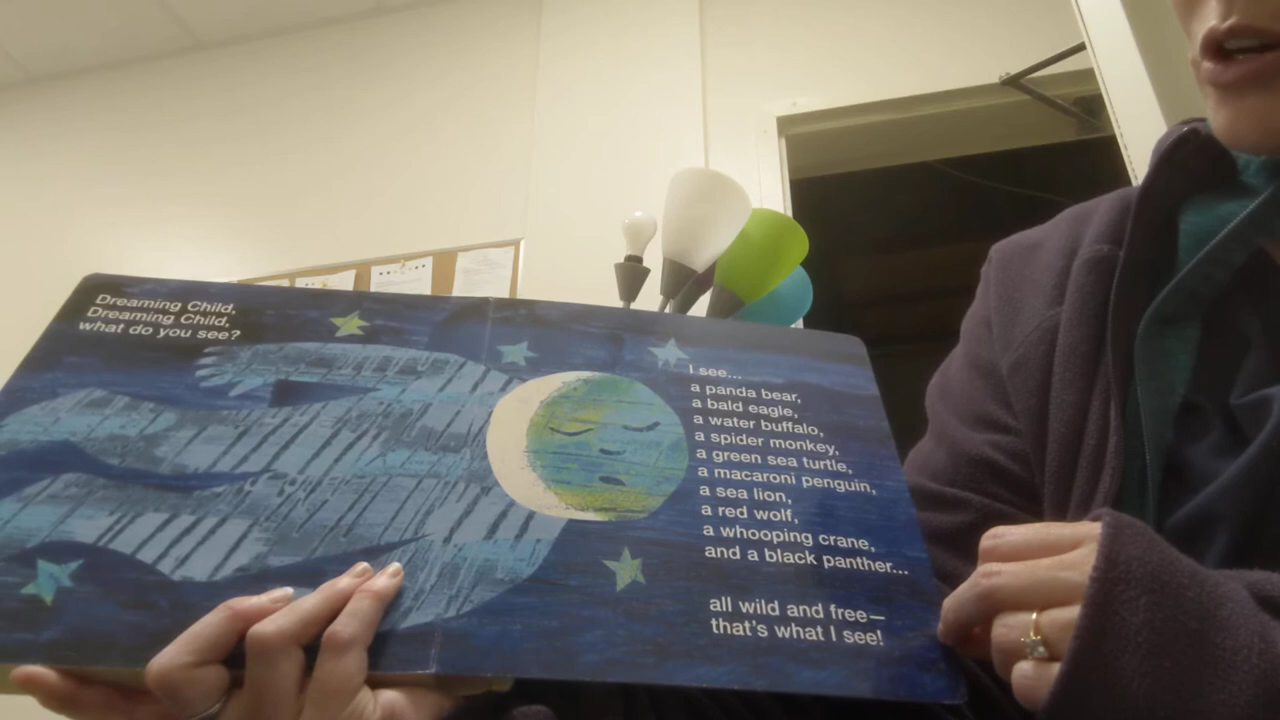 Dreaming Child,
Dreaming Child,
what do you see?
I see...
a panda bear,
a bald eagle,
a water buffalo,
a spider monkey,
a green sea turtle,
a macaroni penguin,
a sea lion,
a red wolf,
a whooping crane,
and a black panther...
all wild and free—
that's what I see!